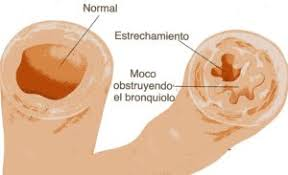 Normal
Estrechamiento
Moco
obstruyendo
el bronquiolo